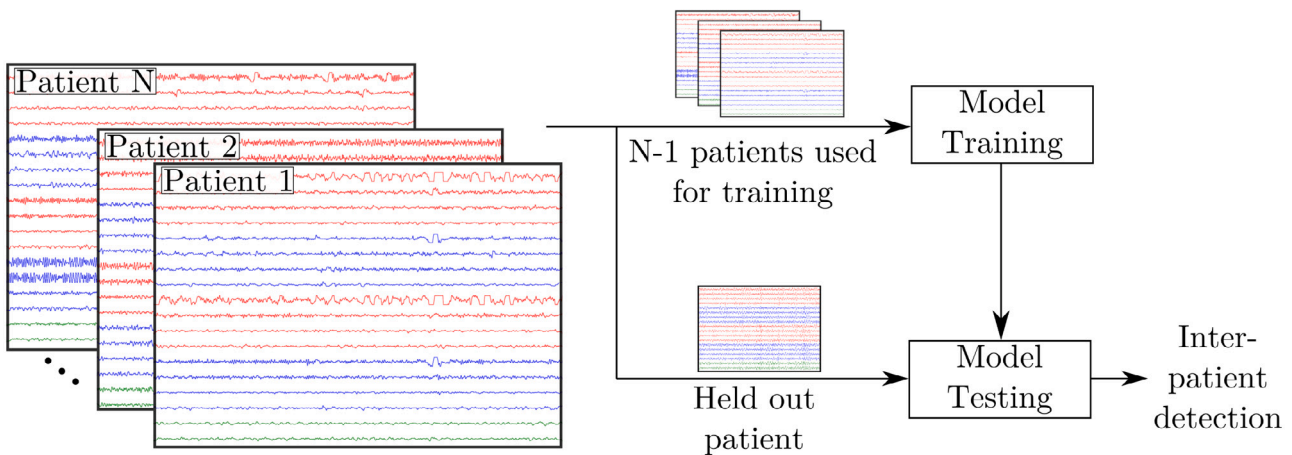 Patient N
Patient 2
Patient 1
N-1 patients used
for training
Model
Training
Held out
patient
Model
Testing
Inter-
patient
detection